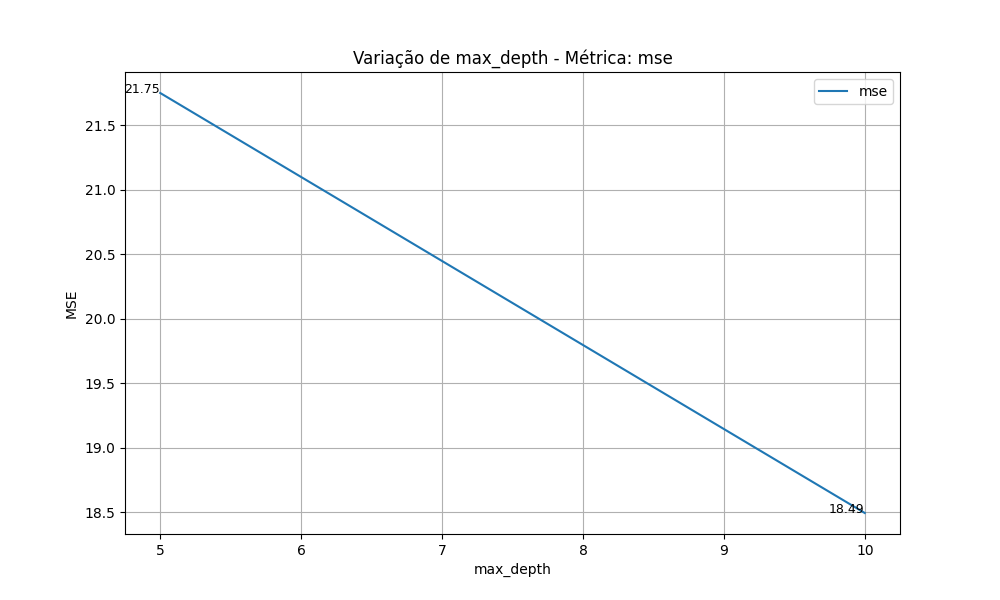 Variação de max_depth - Métrica: mse
mse
21.75
21.5
21.0
20.5
20.0
19.5
19.0
18.5
MSE
18.49
5 6 7 8 9 10
max_depth